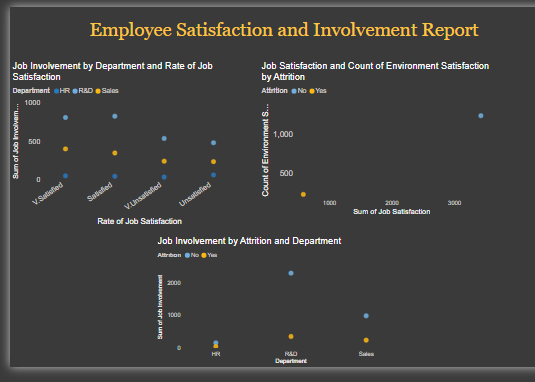 Employee Satisfaction and Involvement Report
Job Involvement by Department and Rate of Job
Satisfaction
Department HR R&D Sales
Sum of Job Involvem...
1000
500
0
V.Satisfied
Satisfied
V.Unsatisfied
Unsatisfied
Rate of Job Satisfaction
Job Satisfaction and Count of Environment Satisfaction
by Attrition
Attrition No Yes
Count of Environment S...
1,000
500
1000
2000
3000
Sum of Job Satisfaction
Job Involvement by Attrition and Department
Attrition No Yes
Sum of Job Involvement
2000
1000
0
HR
R&D
Sales
Department